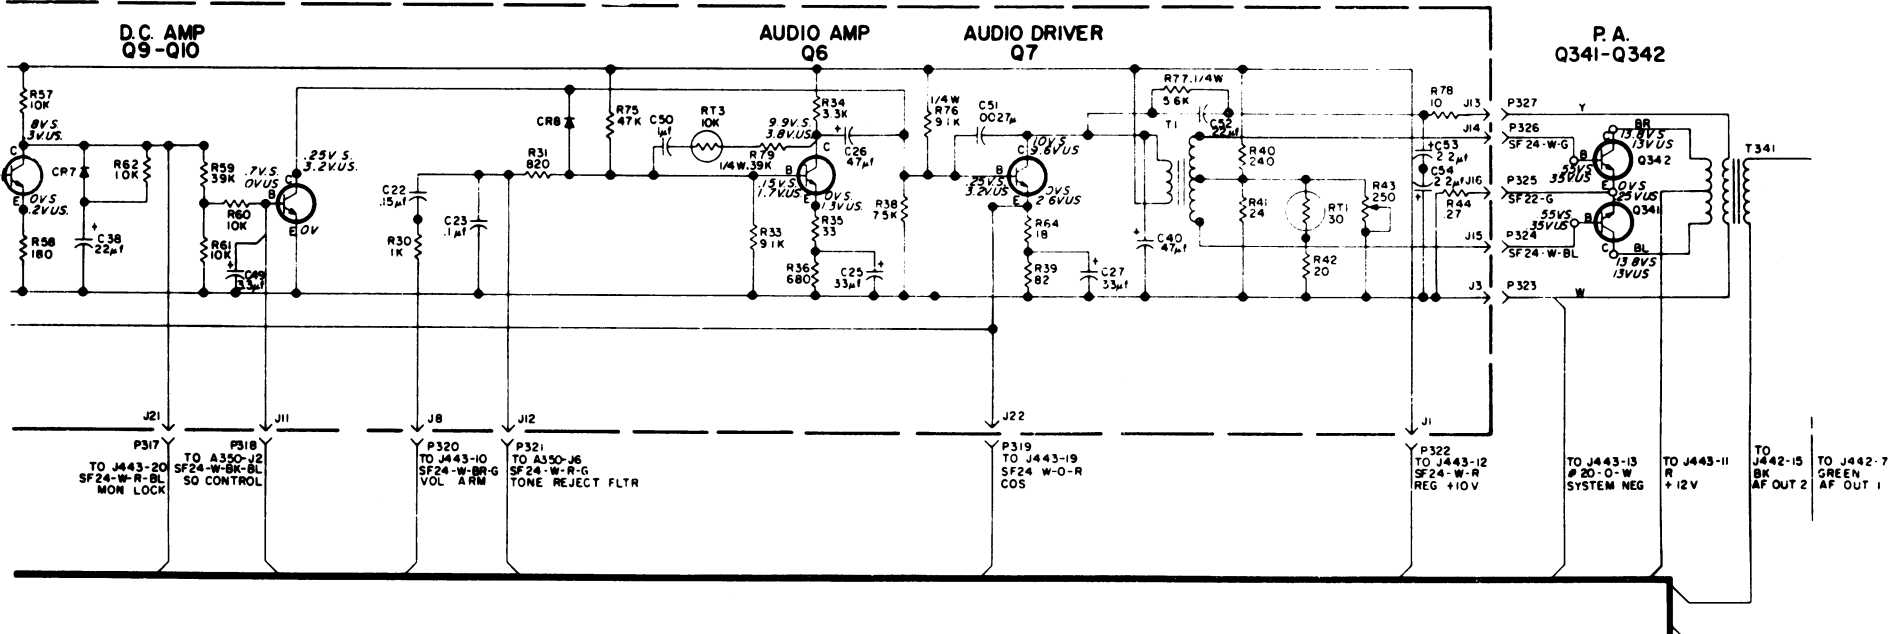 D.C. AMP
Q9-Q10
AUDIO AMP
Q6
AUDIO DRIVER
Q7
P. A.
Q341-Q342
R57
10K
8V S.
3V US.
C
E
0V S
.2V US.
R58
180
CR7
R62
10K
+
C38
22µf
R59
39K
R60
10K
R61
10K
+
C49
3.3µf
.7V S.
0V US
B
C
.25V S.
3.2V.US.
E
0V
C22
.15µf
R30
1K
C23
.1µf
R31
820
CR8
R75
47K
C50
1µf
RT3
10K
R79
1/4W.39K
9.9V.S.
3.8V.US.
R34
3.3K
+
C26
47µf
C
B
.15V.S.
1.7V.US
E
0V S
1.3V US.
R35
33
R33
9.1K
R36
680
C25
33µf
+
R38
75K
1/4W
R76
91K
C51
.0027µ
10V S
9.6V US
C
B
.25V S.
3.2V US
E
0V S
2.6V US
R64
18
R39
82
+
C27
33µf
R77.1/4W
5.6K
C52
.22µf
T1
+
C40
47µf
R40
240
R41
24
RT1
30
R42
20
R43
250
R78
10
J13
J14
+
C53
2.2µf
C54
2.2µf
+
J16
R44
.27
J15
J3
P327
P326
SF24-W-G
P325
SF22-G
P324
SF24-W-BL
P323
Y
BR
13.8V S
13V US
C
B
Q342
.55V S
.35V US
E
0V S
.25V US
Q341
.55V S
.35V US
B
C
BL
13.8V S
13V US
W
T341
J21
J11
J8
J12
J22
J1
P317
TO J443-20
SF24-W-R-BL
MON LOCK
P318
TO A350-J2
SF24-W-BK-BL
SQ CONTROL
P320
TO J443-10
SF24-W-BR-G
VOL ARM
P321
TO A350-J6
SF24-W-R-G
TONE REJECT FLTR
P319
TO J443-19
SF24 W-O-R
COS
P322
TO J443-12
SF24-W-R
REG +10V
TO J443-13
#20-O-W
SYSTEM NEG
TO J443-11
R
+12V
TO
J442-15
BK
AF OUT 2
TO J442-7
GREEN
AF OUT 1